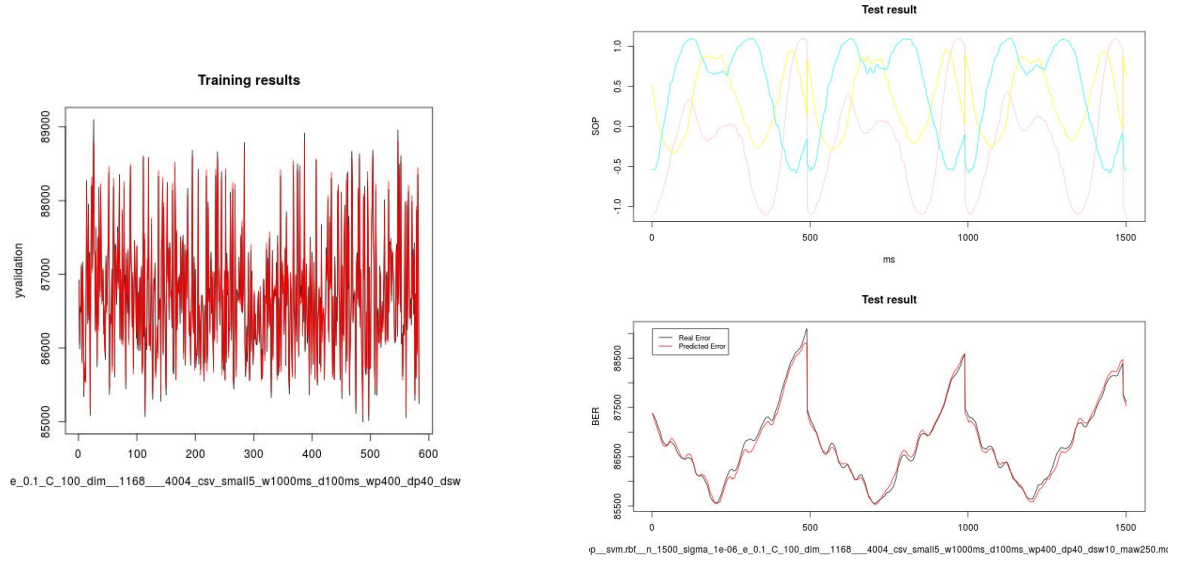 Training results
yvalidation
89000
88000
87000
86000
85000
0 100 200 300 400 500 600
e_0.1_C_100_dim__1168___4004_csv_small5_w1000ms_d100ms_wp400_dp40_dsw
Test result
SOP
1.0
0.5
0.0
-0.5
-1.0
0 500 1000 1500
ms
Test result
Real Error
Predicted Error
BER
88500
87500
86500
85500
0 500 1000 1500
p__svm.rbf__n_1500_sigma_1e-06_e_0.1_C_100_dim__1168___4004_csv_small5_w1000ms_d100ms_wp400_dp40_dsw10_maw250.mo